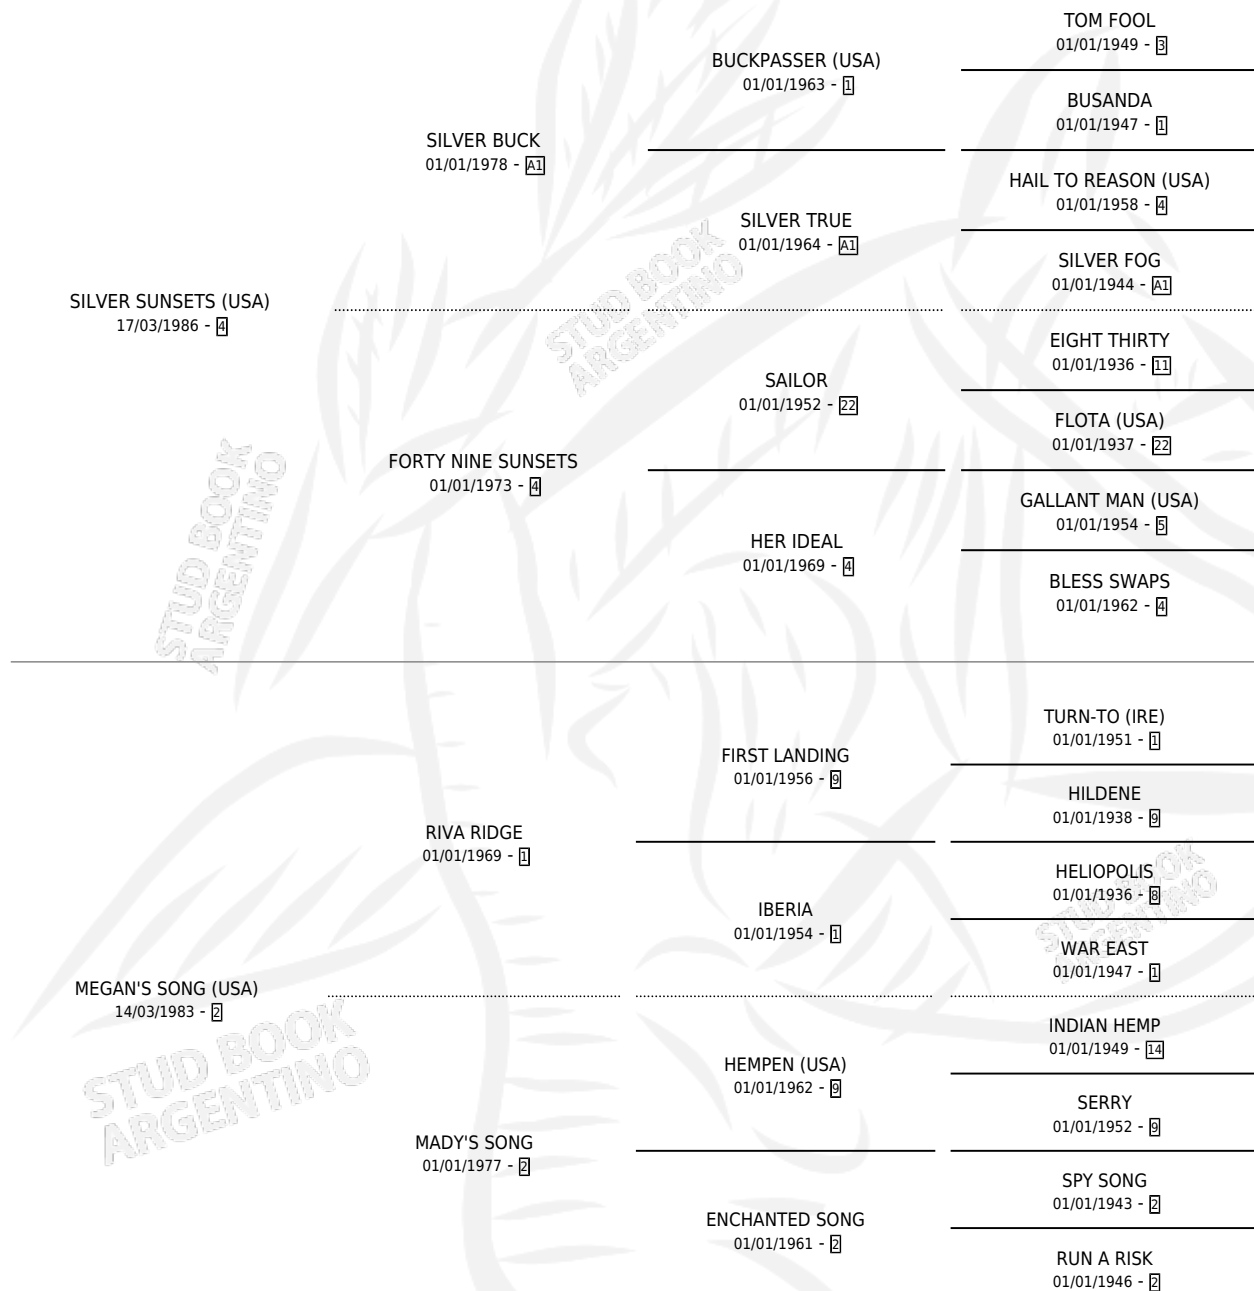 TOM FOOL
01/01/1949 - 3
BUCKPASSER (USA)
01/01/1963 - 1
BUSANDA
01/01/1947 - 1
SILVER BUCK
01/01/1978 - A1
HAIL TO REASON (USA)
01/01/1958 - 4
SILVER TRUE
01/01/1964 - A1
SILVER FOG
01/01/1944 - A1
SILVER SUNSETS (USA)
17/03/1986 - 4
STUD BOOK
ARGENTINO
EIGHT THIRTY
01/01/1936 - 11
SAILOR
01/01/1952 - 22
FLOTA (USA)
01/01/1937 - 22
FORTY NINE SUNSETS
01/01/1973 - 4
GALLANT MAN (USA)
01/01/1954 - 5
HER IDEAL
01/01/1969 - 4
BLESS SWAPS
01/01/1962 - 4
STUD BOOK
ARGENTINO
TURN-TO (IRE)
01/01/1951 - 1
FIRST LANDING
01/01/1956 - 9
HILDENE
01/01/1938 - 9
RIVA RIDGE
01/01/1969 - 1
HELIOPOLIS
01/01/1936 - 8
IBERIA
01/01/1954 - 1
STUD BOOK
ARGENTINO
WAR EAST
01/01/1947 - 1
MEGAN'S SONG (USA)
14/03/1983 - 2
STUD BOOK
ARGENTINO
INDIAN HEMP
01/01/1949 - 14
HEMPEN (USA)
01/01/1962 - 9
SERRY
01/01/1952 - 9
MADY'S SONG
01/01/1977 - 2
SPY SONG
01/01/1943 - 2
ENCHANTED SONG
01/01/1961 - 2
RUN A RISK
01/01/1946 - 2